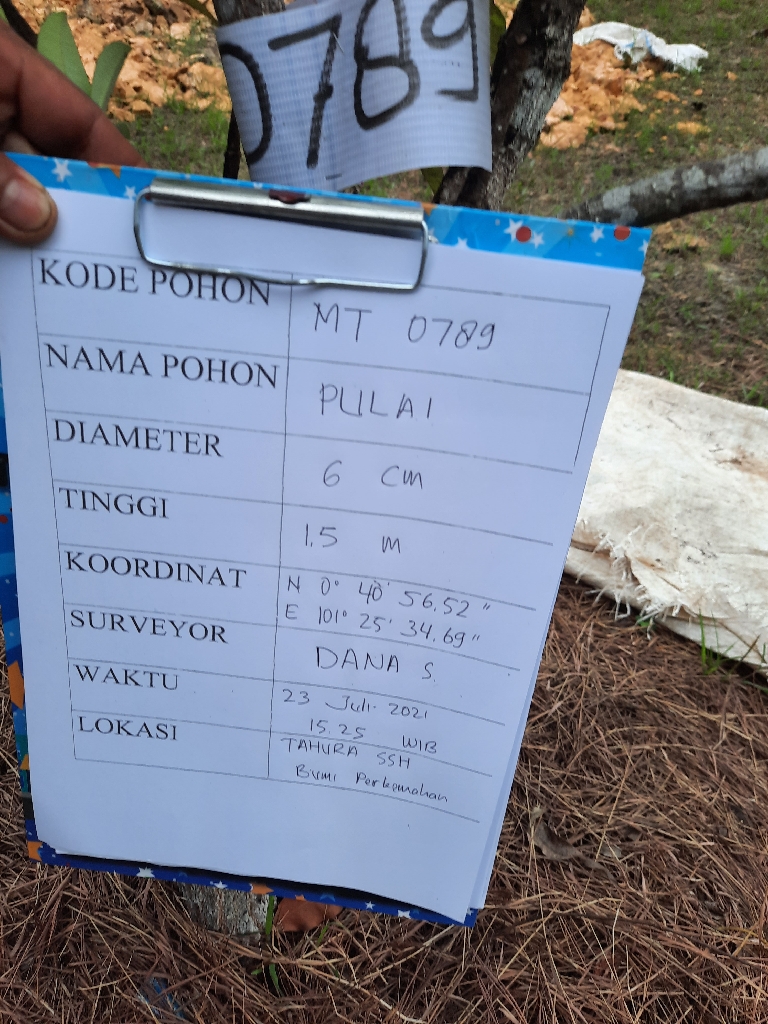 0789
KODE POHON MT 0789
NAMA POHON PULAI
DIAMETER 6 cm
TINGGI 1.5 m
KOORDINAT N 0° 40' 56.52"
E 101° 25' 34.69"
SURVEYOR DANA S.
WAKTU 23 Juli 2021
15.25 WIB
LOKASI TAHURA SSH
Bumi Perkemahan